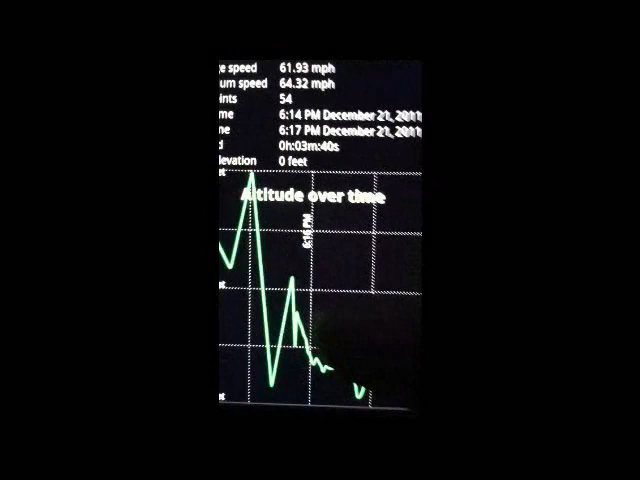 ge speed 61.93 mph
um speed 64.32 mph
ints 54
me 6:14 PM December 21, 2011
ne 6:17 PM December 21, 2011
d 0h:03m:40s
levation 0 feet
Altitude over time
6:16 PM